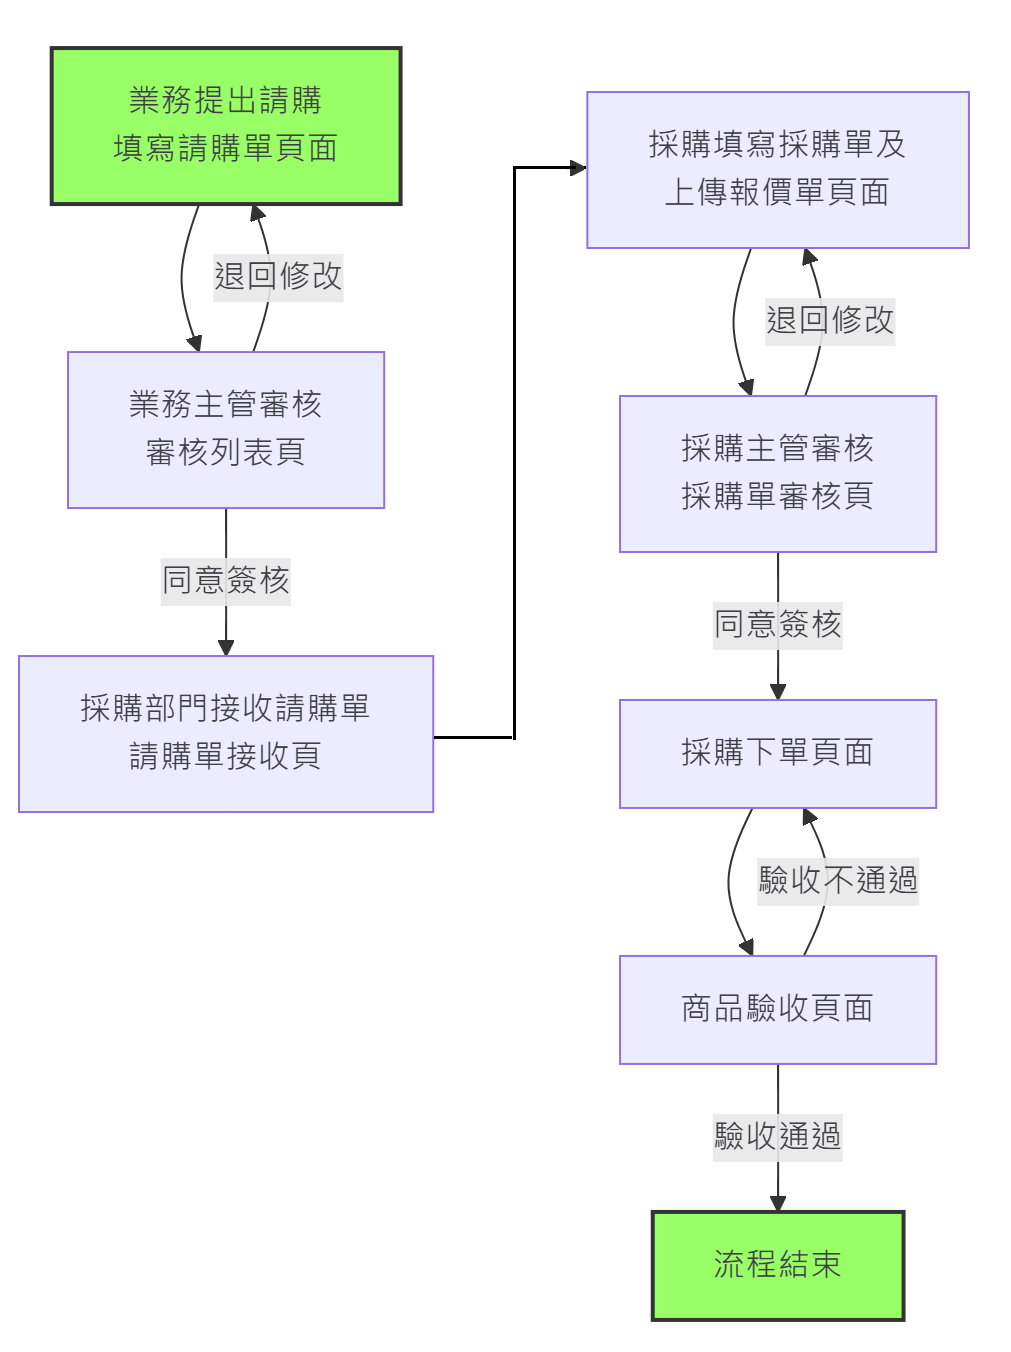 業務提出請購
填寫請購單頁面
退回修改
業務主管審核
審核列表頁
同意簽核
採購部門接收請購單
請購單接收頁
採購填寫採購單及
上傳報價單頁面
退回修改
採購主管審核
採購單審核頁
同意簽核
採購下單頁面
驗收不通過
商品驗收頁面
驗收通過
流程結束